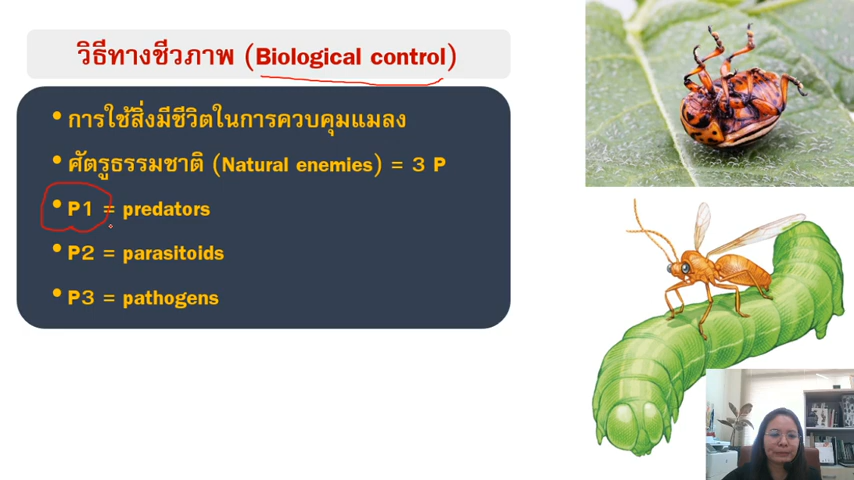 วิธีทางชีวภาพ (Biological control)
• การใช้สิ่งมีชีวิตในการควบคุมแมลง
• ศัตรูธรรมชาติ (Natural enemies) = 3 P
• P1 = predators
• P2 = parasitoids
• P3 = pathogens